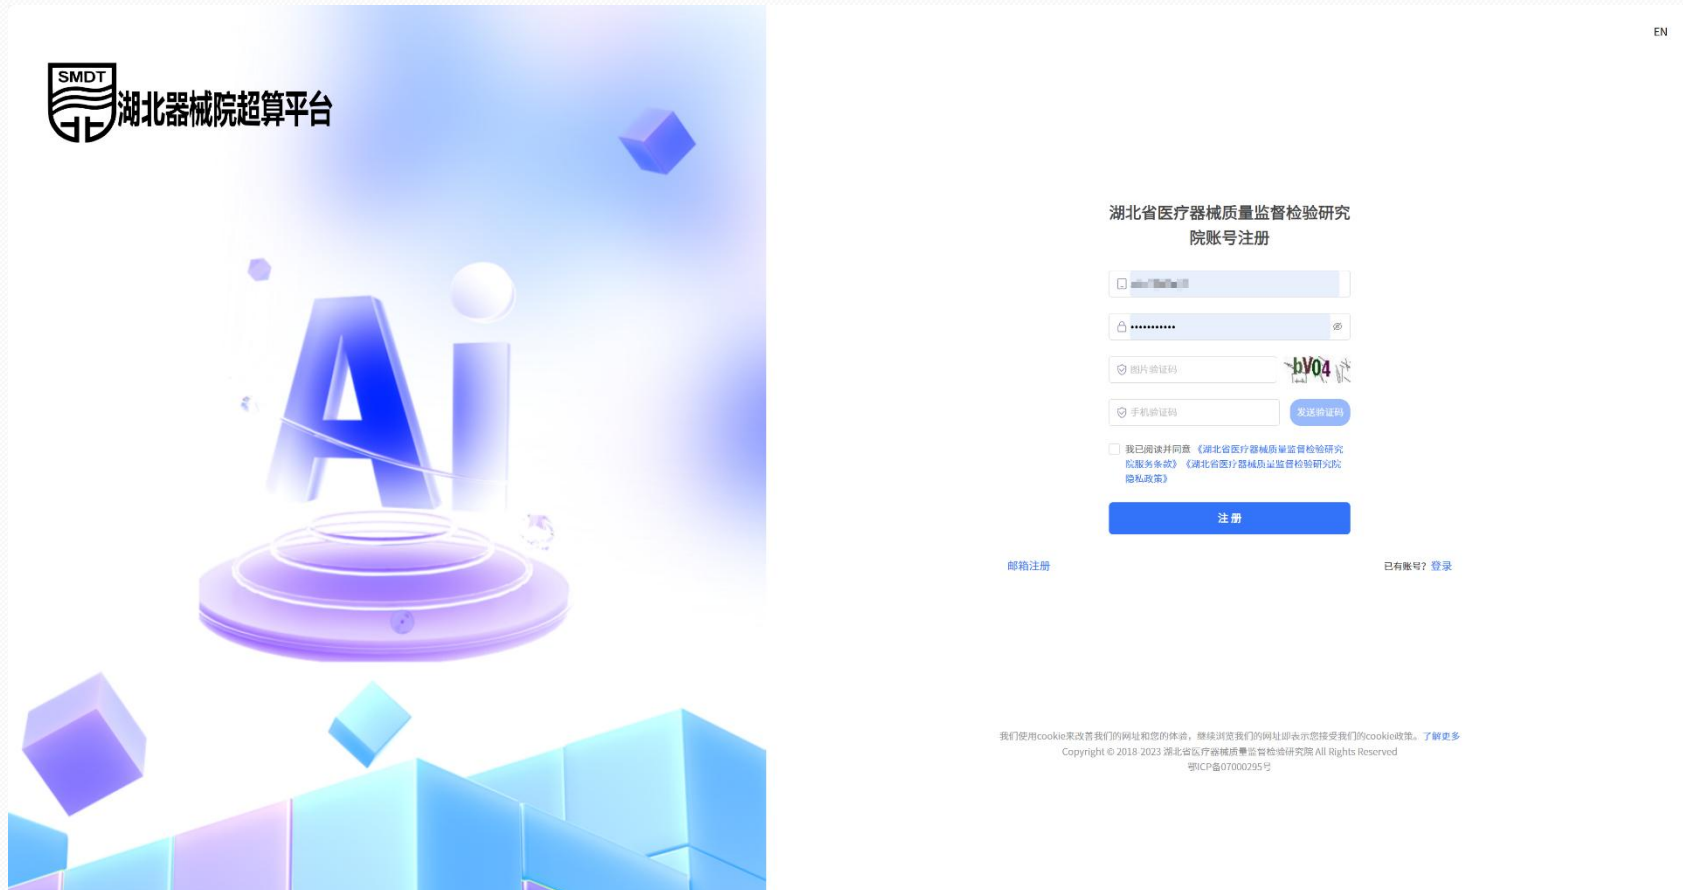 EN
SMDT
湖北器械院超算平台
湖北省医疗器械质量监督检验研究
院账号注册
•••••••••••
图片验证码
bV04
手机验证码
发送验证码
我已阅读并同意 《湖北省医疗器械质量监督检验研究
院服务条款》《湖北省医疗器械质量监督检验研究院
隐私政策》
注 册
邮箱注册
已有账号? 登录
我们使用cookie来改善我们的网址和您的体验，继续浏览我们的网址即表示您接受我们的cookie政策。了解更多
Copyright © 2018-2023 湖北省医疗器械质量监督检验研究院 All Rights Reserved
鄂ICP备07000295号